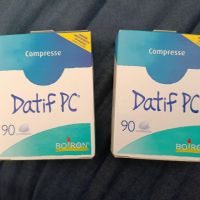 Compresse
Datif PC
90
BOIRON
Compresse
Datif PC
90
BOIRON